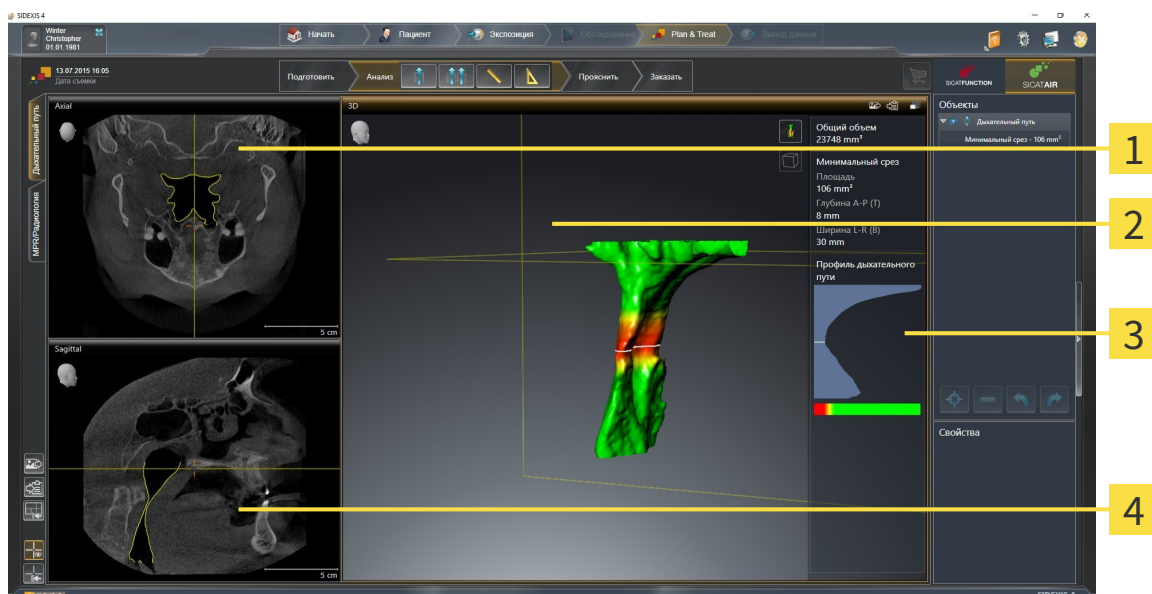 SIDEXIS 4
Winter
Christopher
01.01.1981
Начать
Пациент
Экспозиция
Обследование
Plan & Treat
Вывод данных
13.07.2015 16:05
Дата съемки
Подготовить
Анализ
Прояснить
Заказать
SICATFUNCTION
SICATAIR
Дыхательный путь
MPR/Радиология
Axial
5 cm
Sagittal
5 cm
3D
Общий объем
23748 mm³
Минимальный срез
Площадь
106 mm²
Глубина A-P (T)
8 mm
Ширина L-R (B)
30 mm
Профиль дыхательного
пути
Объекты
Дыхательный путь
Минимальный срез - 106 mm²
Свойства
1
2
3
4
SIDEXIS 4